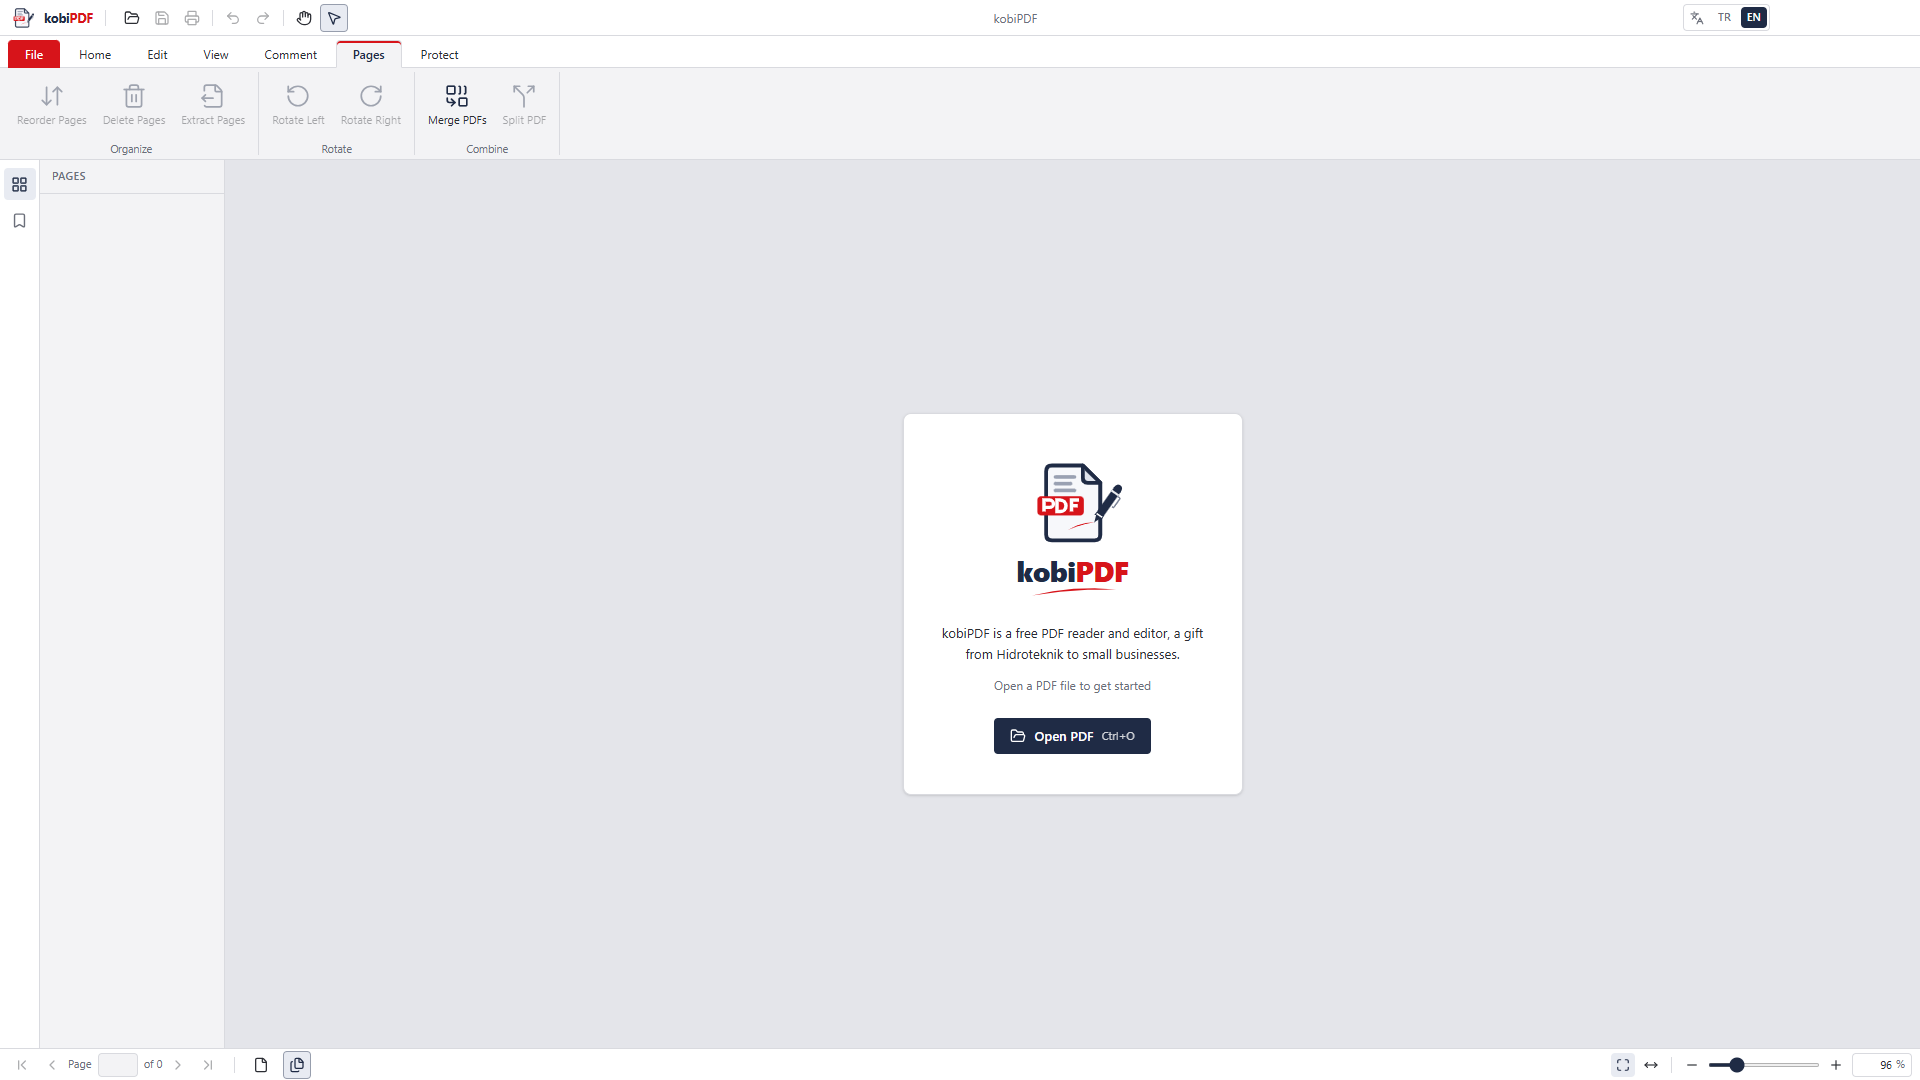 kobiPDF
kobiPDF
TR
EN
File
Home
Edit
View
Comment
Pages
Protect
Reorder Pages
Delete Pages
Extract Pages
Rotate Left
Rotate Right
Merge PDFs
Split PDF
Organize
Rotate
Combine
PAGES
PDF
kobiPDF
kobiPDF is a free PDF reader and editor, a gift
from Hidroteknik to small businesses.
Open a PDF file to get started
Open PDF Ctrl+O
Page
of 0
96 %